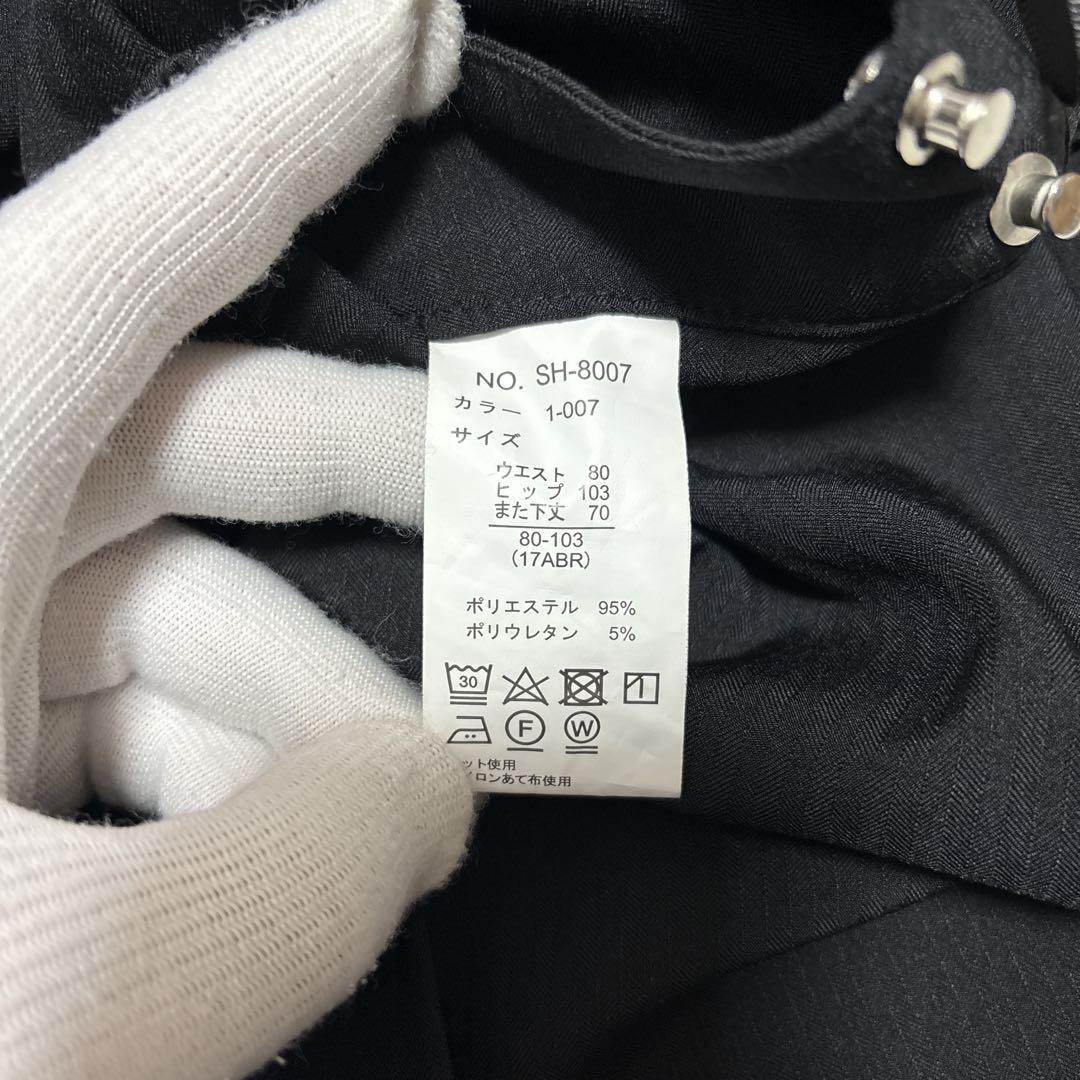 NO. SH-8007
カラー 1-007
サイズ
ウエスト 80
ヒップ 103
また下丈 70
80-103
(17ABR)
ポリエステル 95%
ポリウレタン 5%
30
F W
ット使用
イロンあて布使用